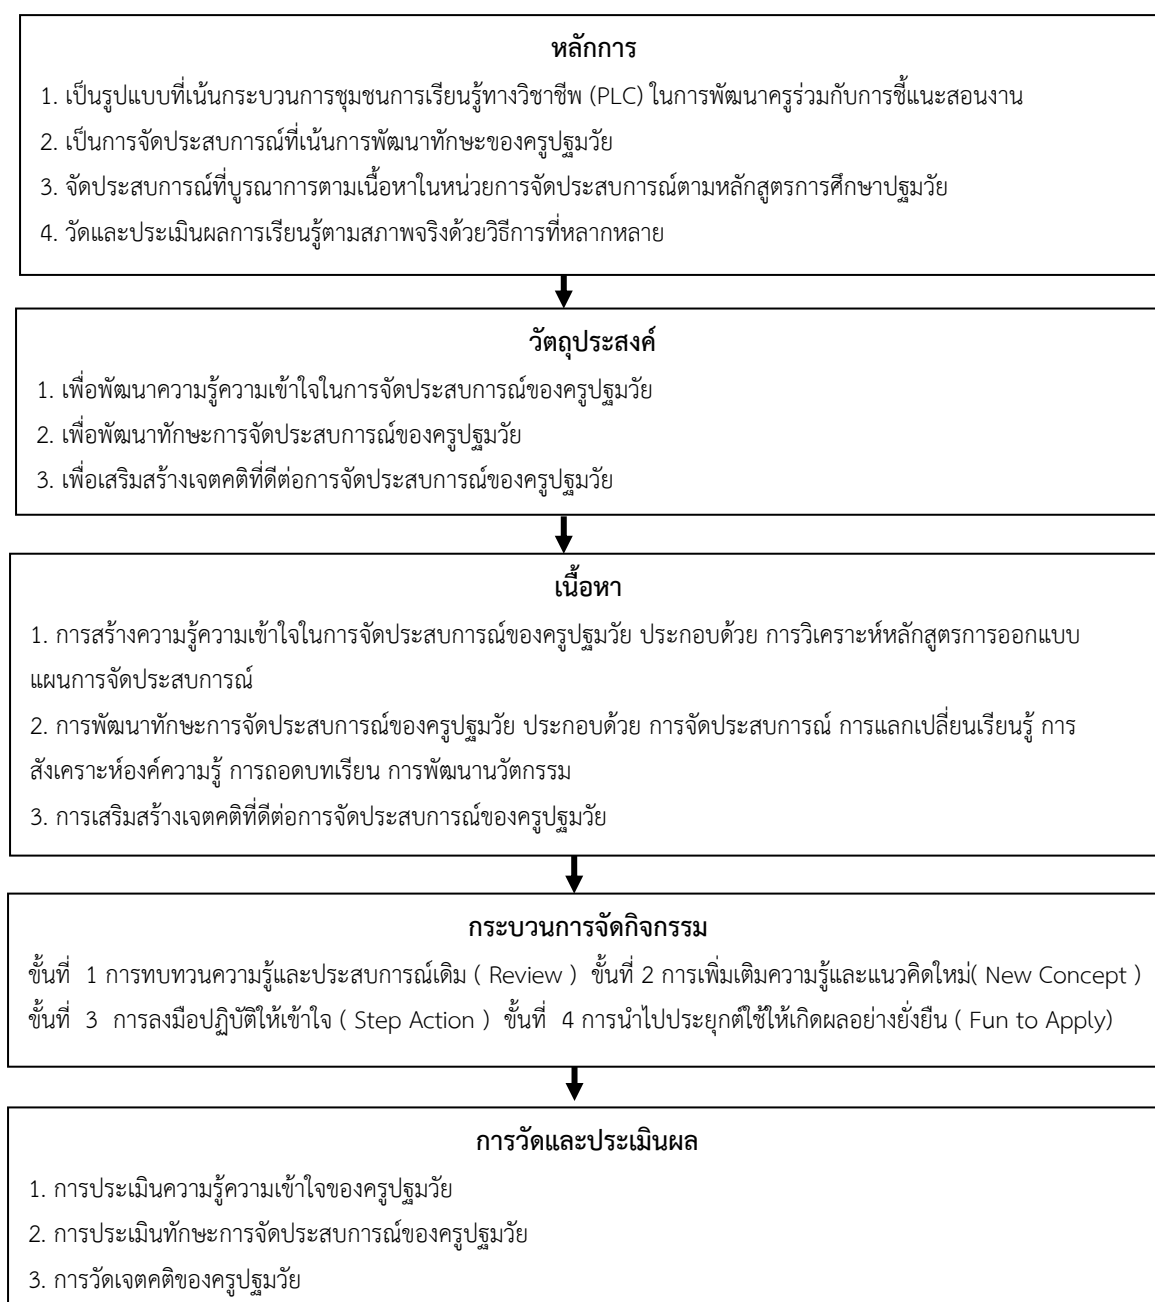 หลักการ
1. เป็นรูปแบบที่เน้นกระบวนการชุมชนการเรียนรู้ทางวิชาชีพ (PLC) ในการพัฒนาครูร่วมกับการชี้แนะสอนงาน
2. เป็นการจัดประสบการณ์ที่เน้นการพัฒนาทักษะของครูปฐมวัย
3. จัดประสบการณ์ที่บูรณาการตามเนื้อหาในหน่วยการจัดประสบการณ์ตามหลักสูตรการศึกษาปฐมวัย
4. วัดและประเมินผลการเรียนรู้ตามสภาพจริงด้วยวิธีการที่หลากหลาย
วัตถุประสงค์
1. เพื่อพัฒนาความรู้ความเข้าใจในการจัดประสบการณ์ของครูปฐมวัย
2. เพื่อพัฒนาทักษะการจัดประสบการณ์ของครูปฐมวัย
3. เพื่อเสริมสร้างเจตคติที่ดีต่อการจัดประสบการณ์ของครูปฐมวัย
เนื้อหา
1. การสร้างความรู้ความเข้าใจในการจัดประสบการณ์ของครูปฐมวัย ประกอบด้วย การวิเคราะห์หลักสูตรการออกแบบ
แผนการจัดประสบการณ์
2. การพัฒนาทักษะการจัดประสบการณ์ของครูปฐมวัย ประกอบด้วย การจัดประสบการณ์ การแลกเปลี่ยนเรียนรู้ การ
สังเคราะห์องค์ความรู้ การถอดบทเรียน การพัฒนานวัตกรรม
3. การเสริมสร้างเจตคติที่ดีต่อการจัดประสบการณ์ของครูปฐมวัย
กระบวนการจัดกิจกรรม
ขั้นที่ 1 การทบทวนความรู้และประสบการณ์เดิม ( Review ) ขั้นที่ 2 การเพิ่มเติมความรู้และแนวคิดใหม่( New Concept )
ขั้นที่ 3 การลงมือปฏิบัติให้เข้าใจ ( Step Action ) ขั้นที่ 4 การนำไปประยุกต์ใช้ให้เกิดผลอย่างยั่งยืน ( Fun to Apply)
การวัดและประเมินผล
1. การประเมินความรู้ความเข้าใจของครูปฐมวัย
2. การประเมินทักษะการจัดประสบการณ์ของครูปฐมวัย
3. การวัดเจตคติของครูปฐมวัย